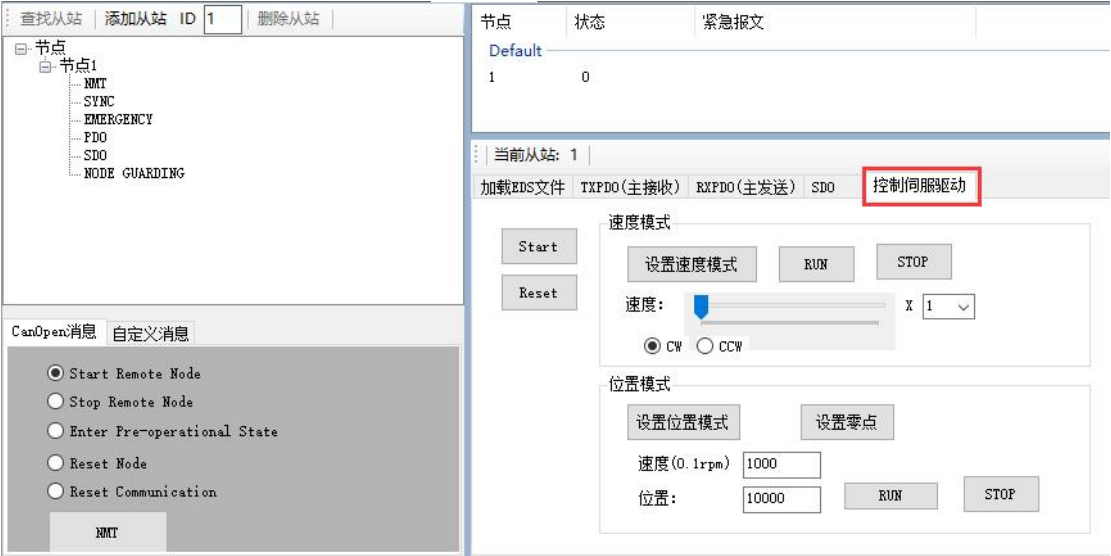 查找从站 添加从站 ID 1 删除从站
节点
节点1
NMT
SYNC
EMERGENCY
PDO
SDO
NODE GUARDING
CanOpen消息 自定义消息
Start Remote Node
Stop Remote Node
Enter Pre-operational State
Reset Node
Reset Communication
NMT
节点 状态 紧急报文
Default
1 0
当前从站: 1
加载EDS文件 TXPDO(主接收) RXPDO(主发送) SDO 控制伺服驱动
Start
Reset
速度模式
设置速度模式 RUN STOP
速度: X 1
CW CCW
位置模式
设置位置模式 设置零点
速度(0.1rpm) 1000
位置: 10000 RUN STOP